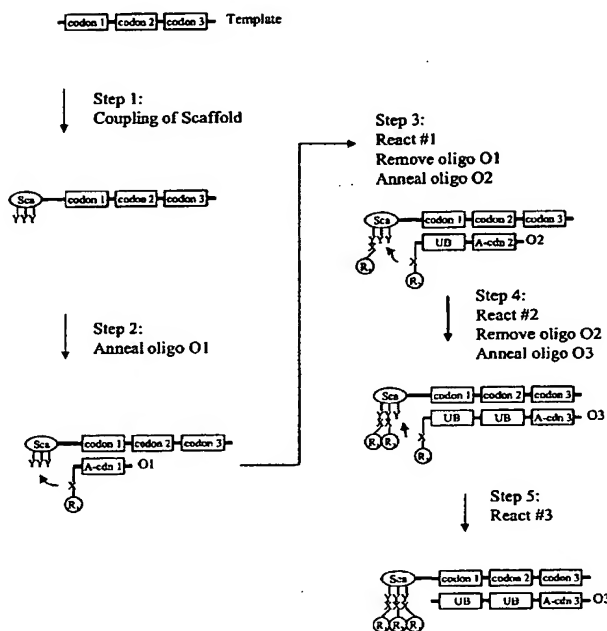 codon 1 codon 2 codon 3 Template
Step 1:
Coupling of Scaffold
Sca codon 1 codon 2 codon 3
Y Y Y
Step 2:
Anneal oligo O1
Sca codon 1 codon 2 codon 3
Y Y Y
A-cdn 1 O1
X
R
Step 3:
React #1
Remove oligo O1
Anneal oligo O2
Sca codon 1 codon 2 codon 3
UB A-cdn 2 O2
X
R R
Step 4:
React #2
Remove oligo O2
Anneal oligo O3
Sca codon 1 codon 2 codon 3
UB UB A-cdn 3 O3
X
R R R
Step 5:
React #3
Sca codon 1 codon 2 codon 3
UB UB A-cdn 3 O3
R R R